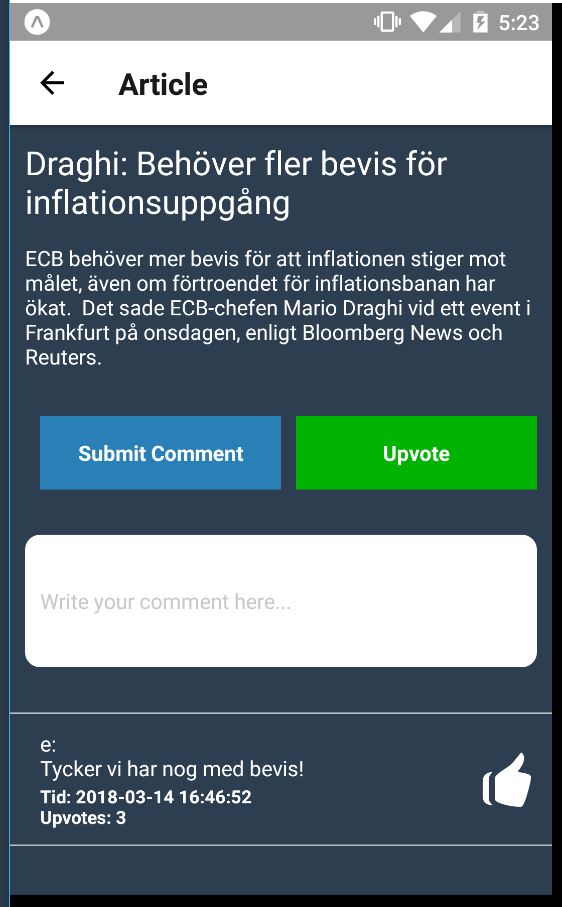 5:23
Article
Draghi: Behöver fler bevis för
inflationsuppgång
ECB behöver mer bevis för att inflationen stiger mot
målet, även om förtroendet för inflationsbanan har
ökat.  Det sade ECB-chefen Mario Draghi vid ett event i
Frankfurt på onsdagen, enligt Bloomberg News och
Reuters.
Submit Comment
Upvote
Write your comment here...
e:
Tycker vi har nog med bevis!
Tid: 2018-03-14 16:46:52
Upvotes: 3